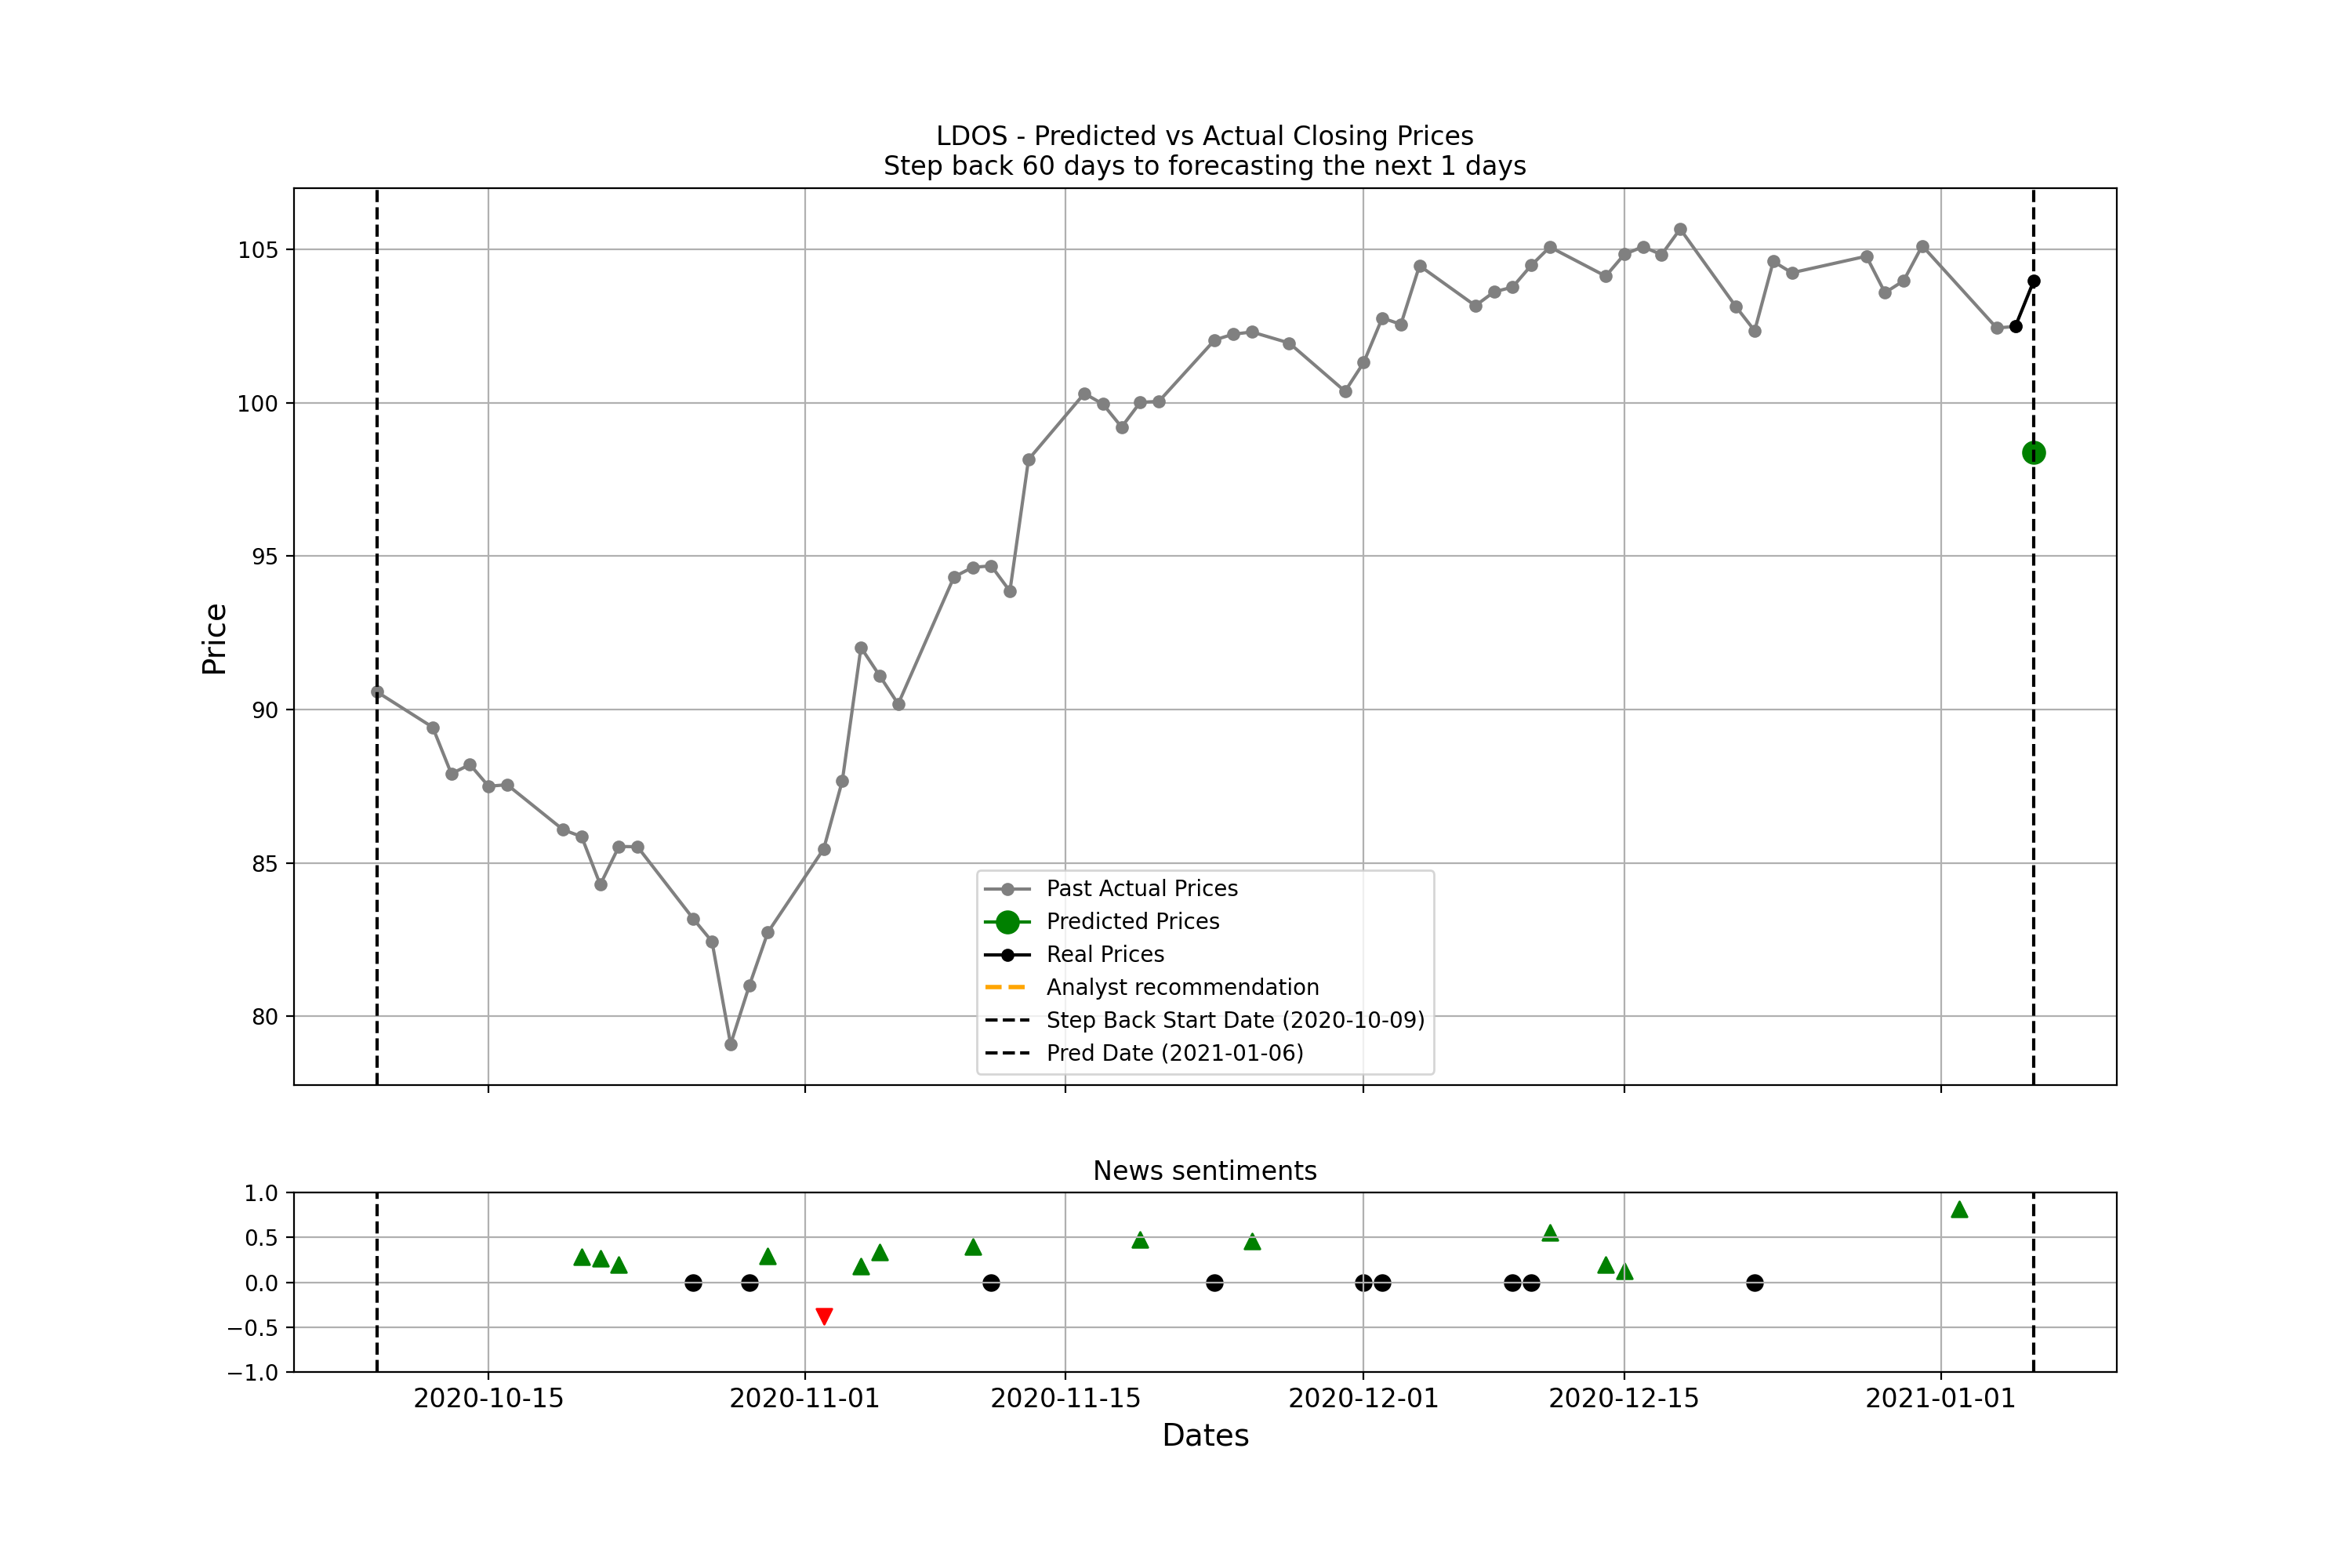 LDOS - Predicted vs Actual Closing Prices
Step back 60 days to forecasting the next 1 days
105
100
95
90
85
80
Price
Past Actual Prices
Predicted Prices
Real Prices
Analyst recommendation
Step Back Start Date (2020-10-09)
Pred Date (2021-01-06)
News sentiments
1.0
0.5
0.0
−0.5
−1.0
2020-10-15 2020-11-01 2020-11-15 2020-12-01 2020-12-15 2021-01-01
Dates